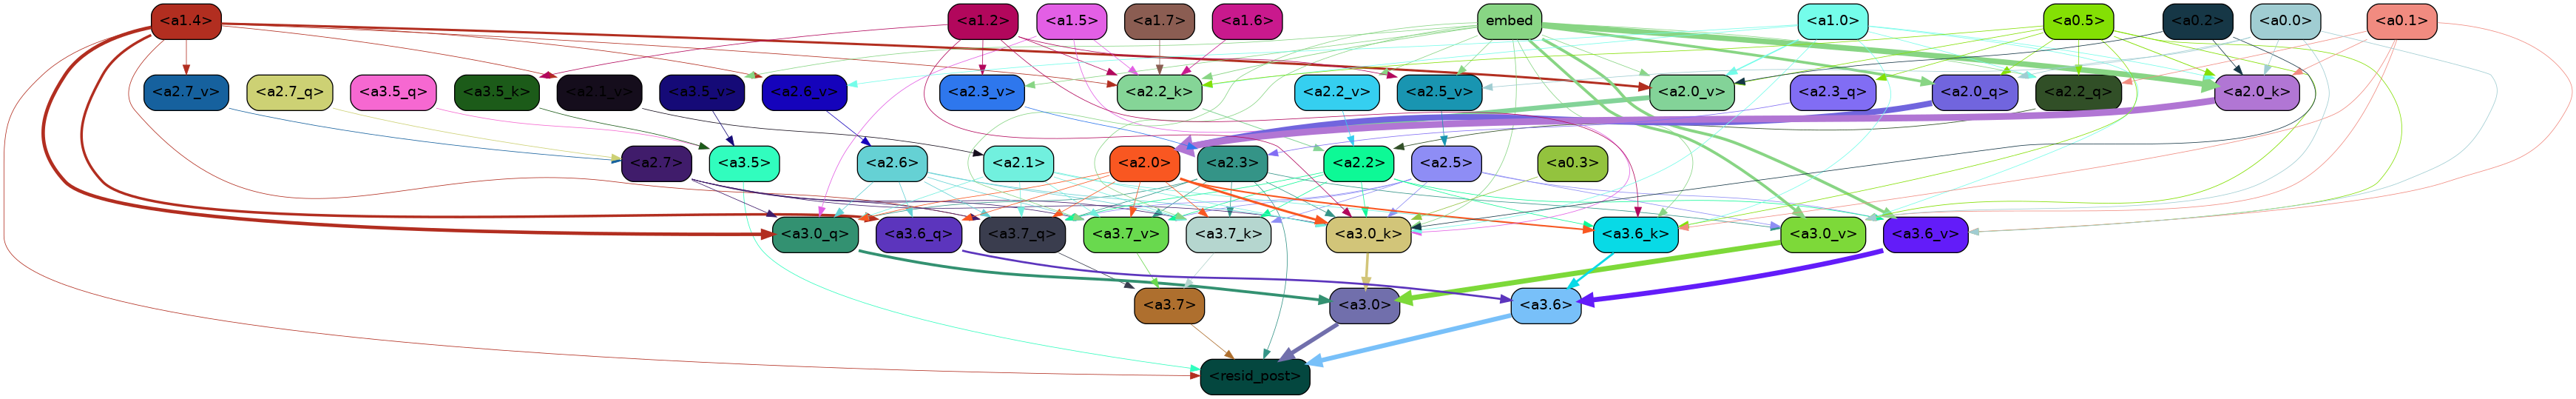 <a1.4> <a1.2> <a1.5> <a1.7> <a1.6> embed <a1.0> <a0.5> <a0.2> <a0.0> <a0.1>
<a2.7_v> <a2.7_q> <a3.5_q> <a3.5_k> <a2.1_v> <a3.5_v> <a2.6_v> <a2.3_v> <a2.2_k> <a2.2_v> <a2.5_v> <a2.0_v> <a2.3_q> <a2.0_q> <a2.2_q> <a2.0_k>
<a2.7> <a3.5> <a2.6> <a2.1> <a2.0> <a2.3> <a2.2> <a2.5> <a0.3>
<a3.0_q> <a3.6_q> <a3.7_q> <a3.7_v> <a3.7_k> <a3.0_k> <a3.6_k> <a3.0_v> <a3.6_v>
<a3.7> <a3.0> <a3.6>
<resid_post>